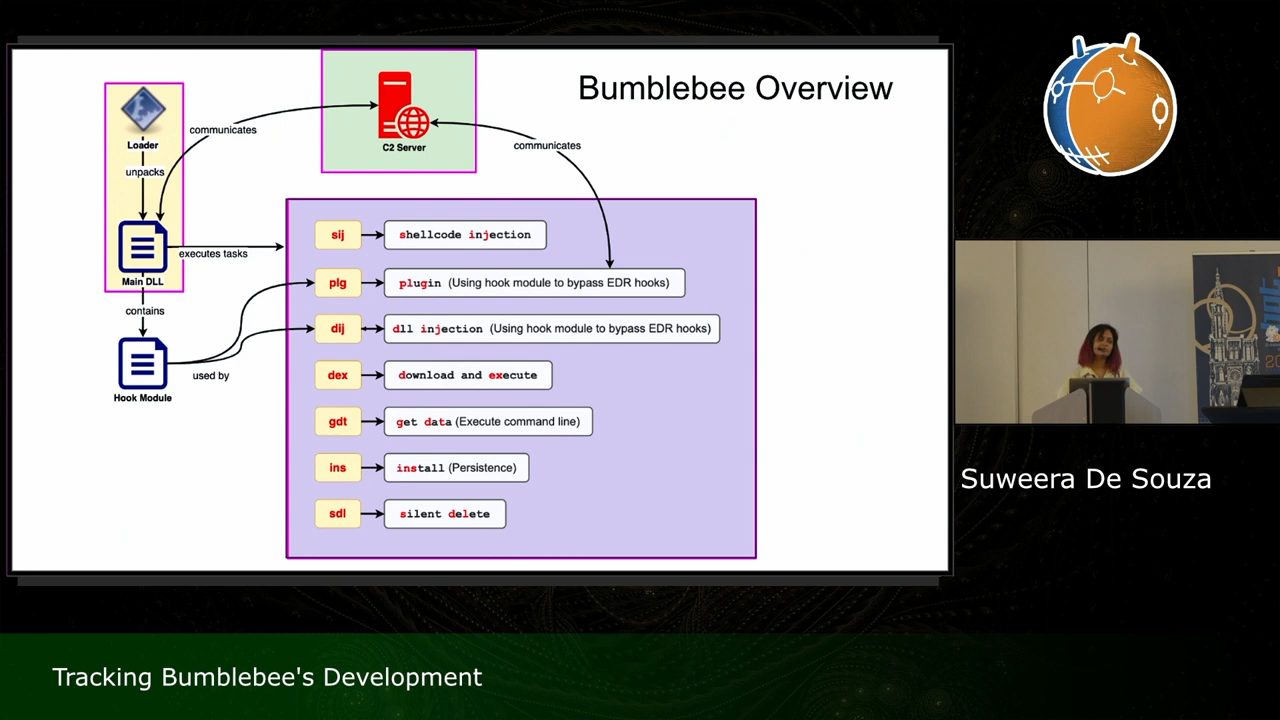 Bumblebee Overview
Loader
unpacks
communicates
C2 Server
communicates
Main DLL
executes tasks
contains
Hook Module
used by
sij
shellcode injection
plg
plugin (Using hook module to bypass EDR hooks)
dij
dll injection (Using hook module to bypass EDR hooks)
dex
download and execute
gdt
get data (Execute command line)
ins
install (Persistence)
sdl
silent delete
Suweera De Souza
Tracking Bumblebee's Development